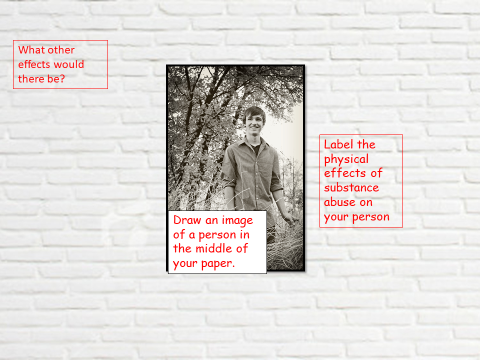 What other
effects would
there be?
Label the
physical
effects of
substance
abuse on
your person
Draw an image
of a person in
the middle of
your paper.